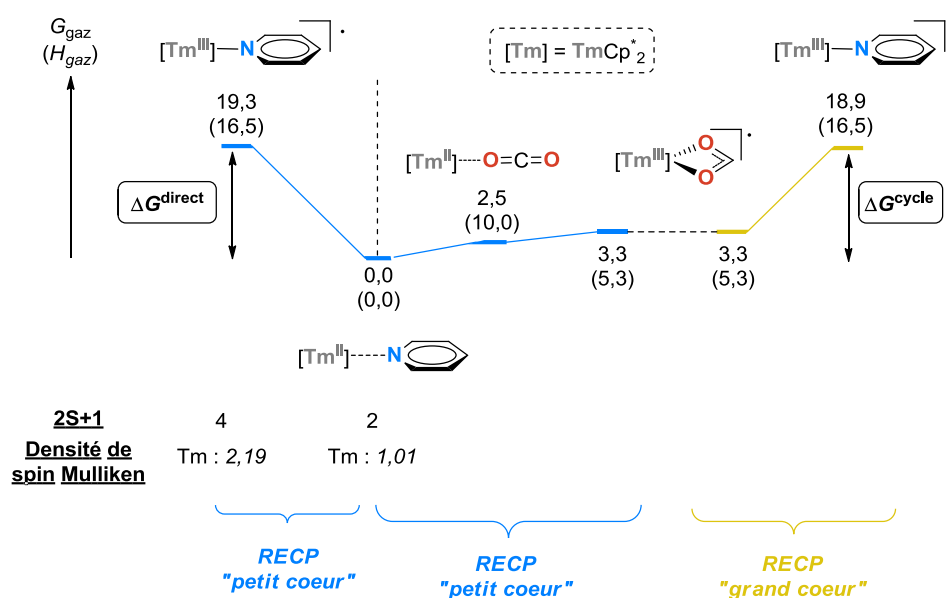 G gaz
(H gaz)
[Tm III] N •
[Tm] = TmCp*2
[Tm III] N
19,3
(16,5)
18,9
(16,5)
[Tm II] O=C=O
[Tm III] O O •
2,5
(10,0)
ΔG direct
ΔG cycle
0,0
(0,0)
3,3
(5,3)
3,3
(5,3)
[Tm II] N
2S+1 4 2
Densité de
spin Mulliken
Tm : 2,19 Tm : 1,01
RECP
"petit coeur"
RECP
"petit coeur"
RECP
"grand coeur"